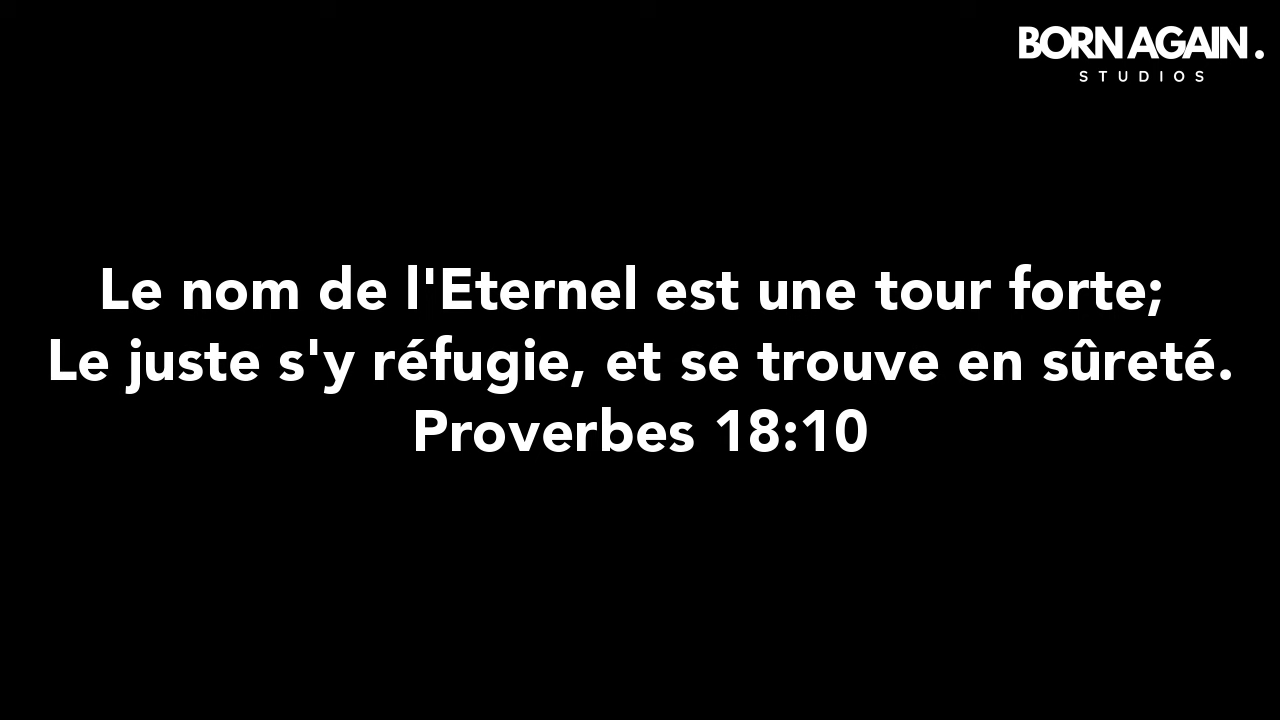 BORN AGAIN.
STUDIOS
Le nom de l'Eternel est une tour forte;
Le juste s'y réfugie, et se trouve en sûreté.
Proverbes 18:10